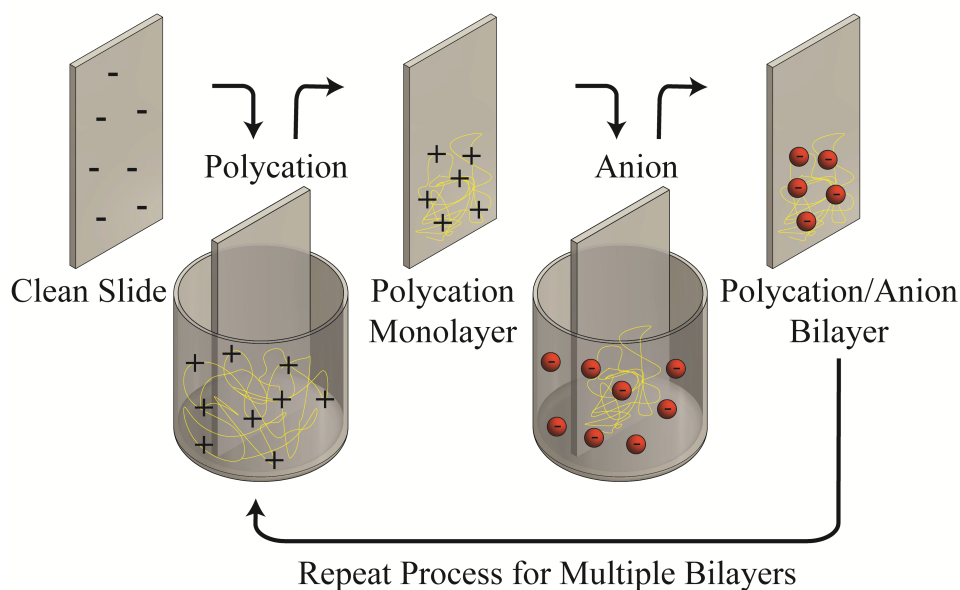 Polycation
Anion
Clean Slide
Polycation
Monolayer
Polycation/Anion
Bilayer
Repeat Process for Multiple Bilayers